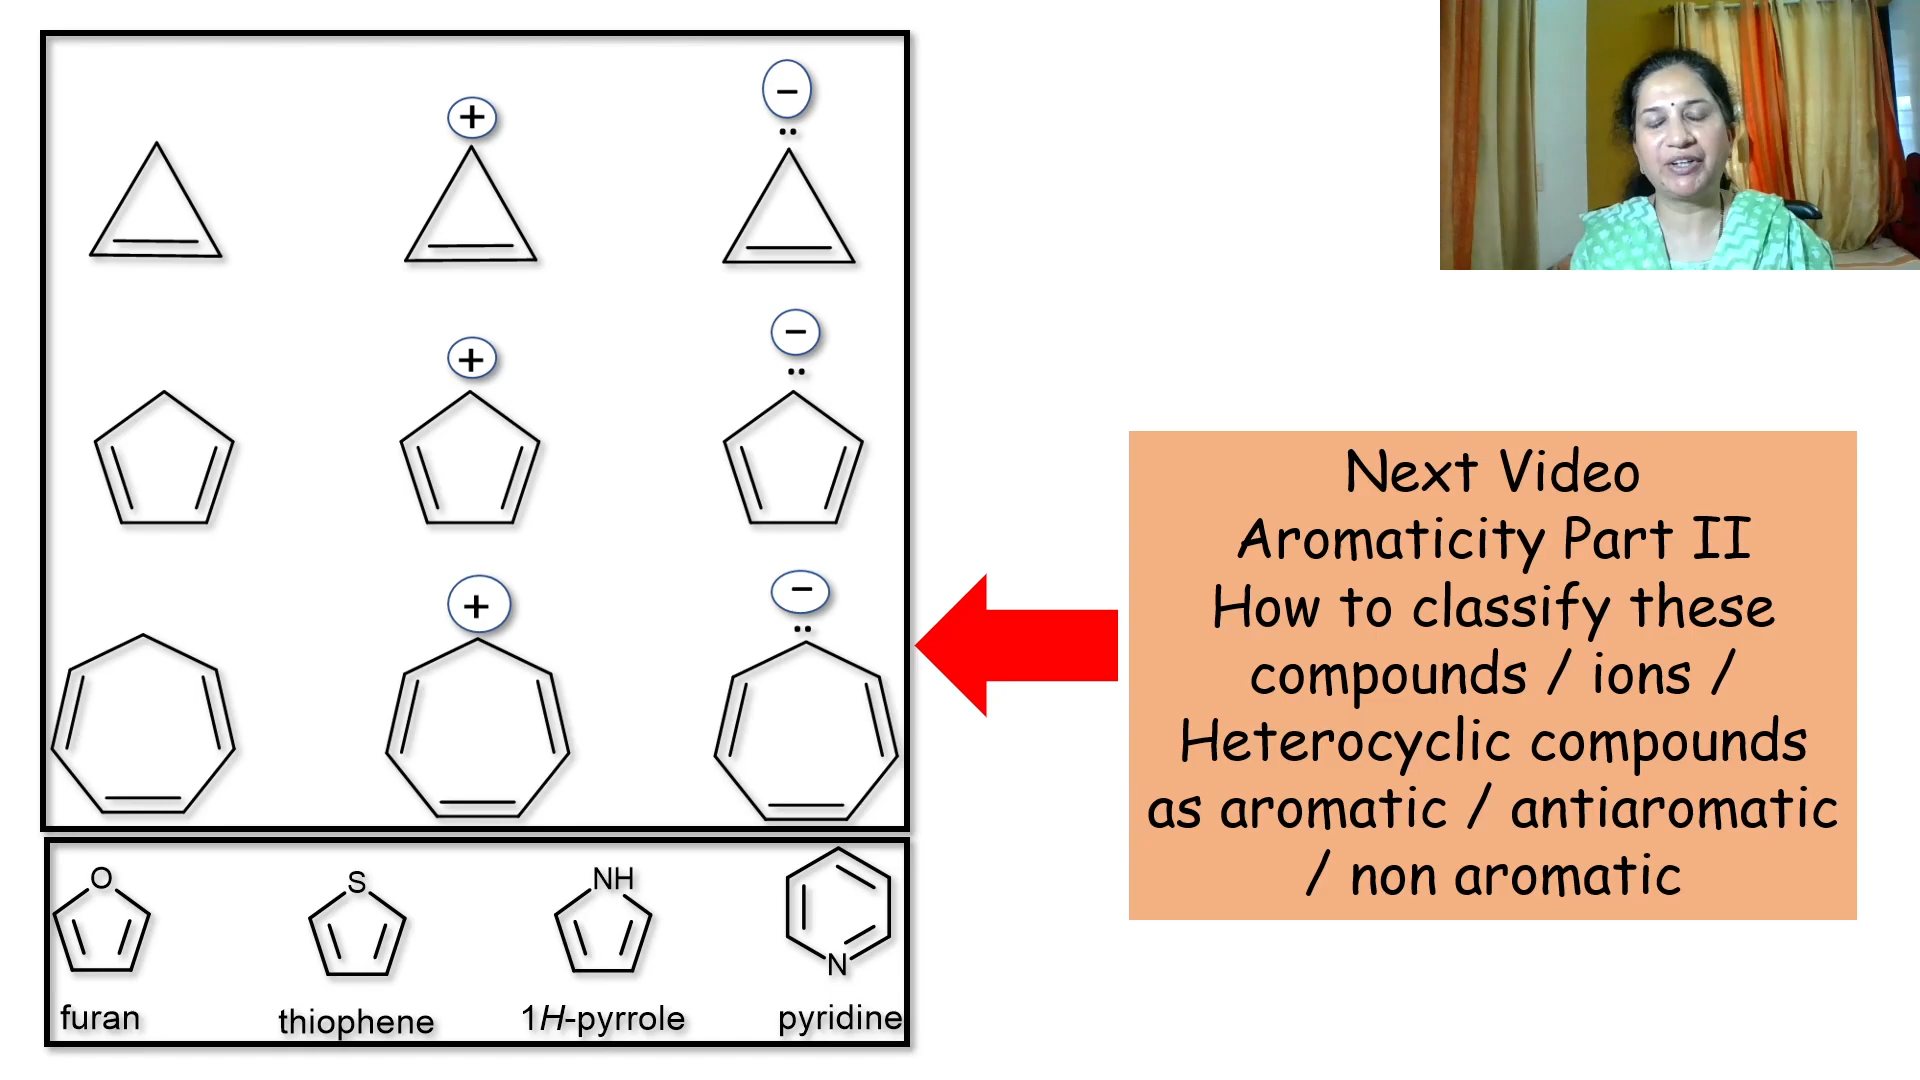 +
−
..
+
−
..
+
−
..
O
S
NH
N
furan
thiophene
1H-pyrrole
pyridine
Next Video
Aromaticity Part II
How to classify these
compounds / ions /
Heterocyclic compounds
as aromatic / antiaromatic
/ non aromatic